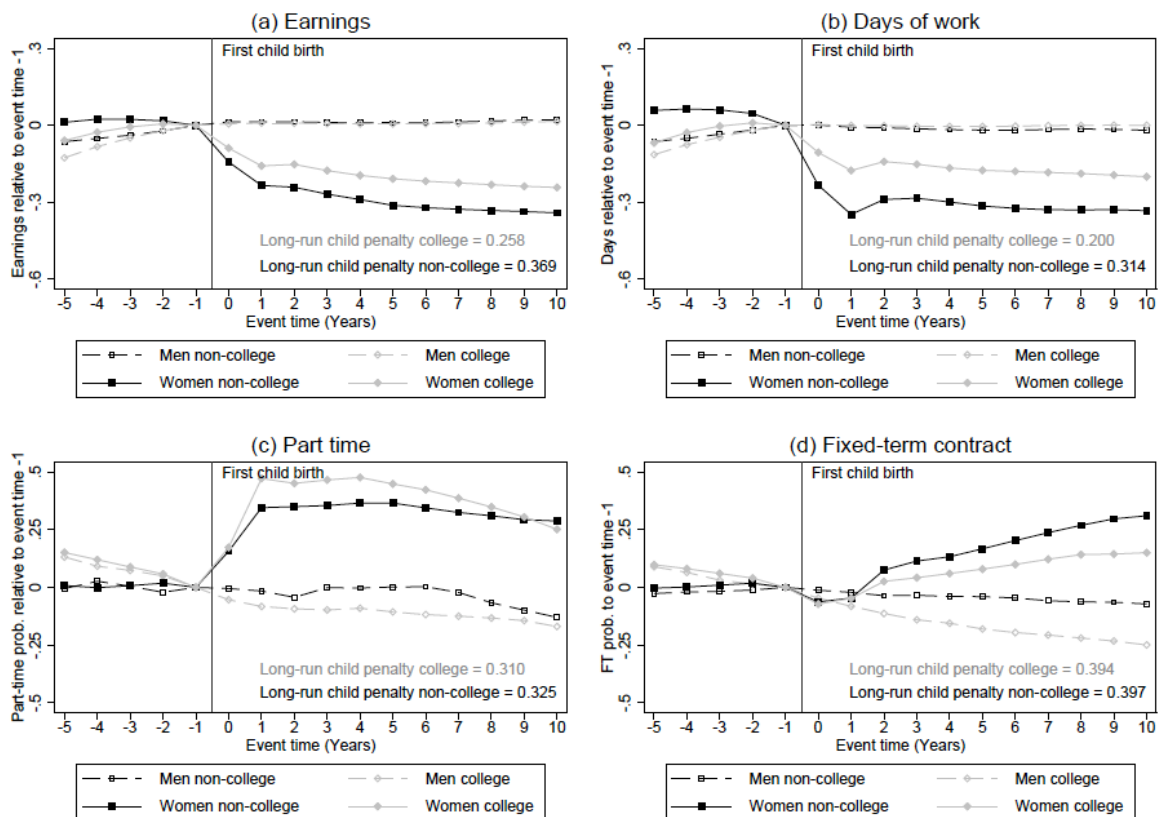 (a) Earnings
Earnings relative to event time -1
.3
0
-.3
-.6
First child birth
Long-run child penalty college = 0.258
Long-run child penalty non-college = 0.369
-5 -4 -3 -2 -1 0 1 2 3 4 5 6 7 8 9 10
Event time (Years)
Men non-college Men college
Women non-college Women college
(b) Days of work
Days relative to event time -1
.3
0
-.3
-.6
First child birth
Long-run child penalty college = 0.200
Long-run child penalty non-college = 0.314
-5 -4 -3 -2 -1 0 1 2 3 4 5 6 7 8 9 10
Event time (Years)
Men non-college Men college
Women non-college Women college
(c) Part time
Part-time prob. relative to event time -1
.5
.25
0
-.25
-.5
First child birth
Long-run child penalty college = 0.310
Long-run child penalty non-college = 0.325
-5 -4 -3 -2 -1 0 1 2 3 4 5 6 7 8 9 10
Event time (Years)
Men non-college Men college
Women non-college Women college
(d) Fixed-term contract
FT prob. relative to event time -1
.5
.25
0
-.25
-.5
First child birth
Long-run child penalty college = 0.394
Long-run child penalty non-college = 0.397
-5 -4 -3 -2 -1 0 1 2 3 4 5 6 7 8 9 10
Event time (Years)
Men non-college Men college
Women non-college Women college